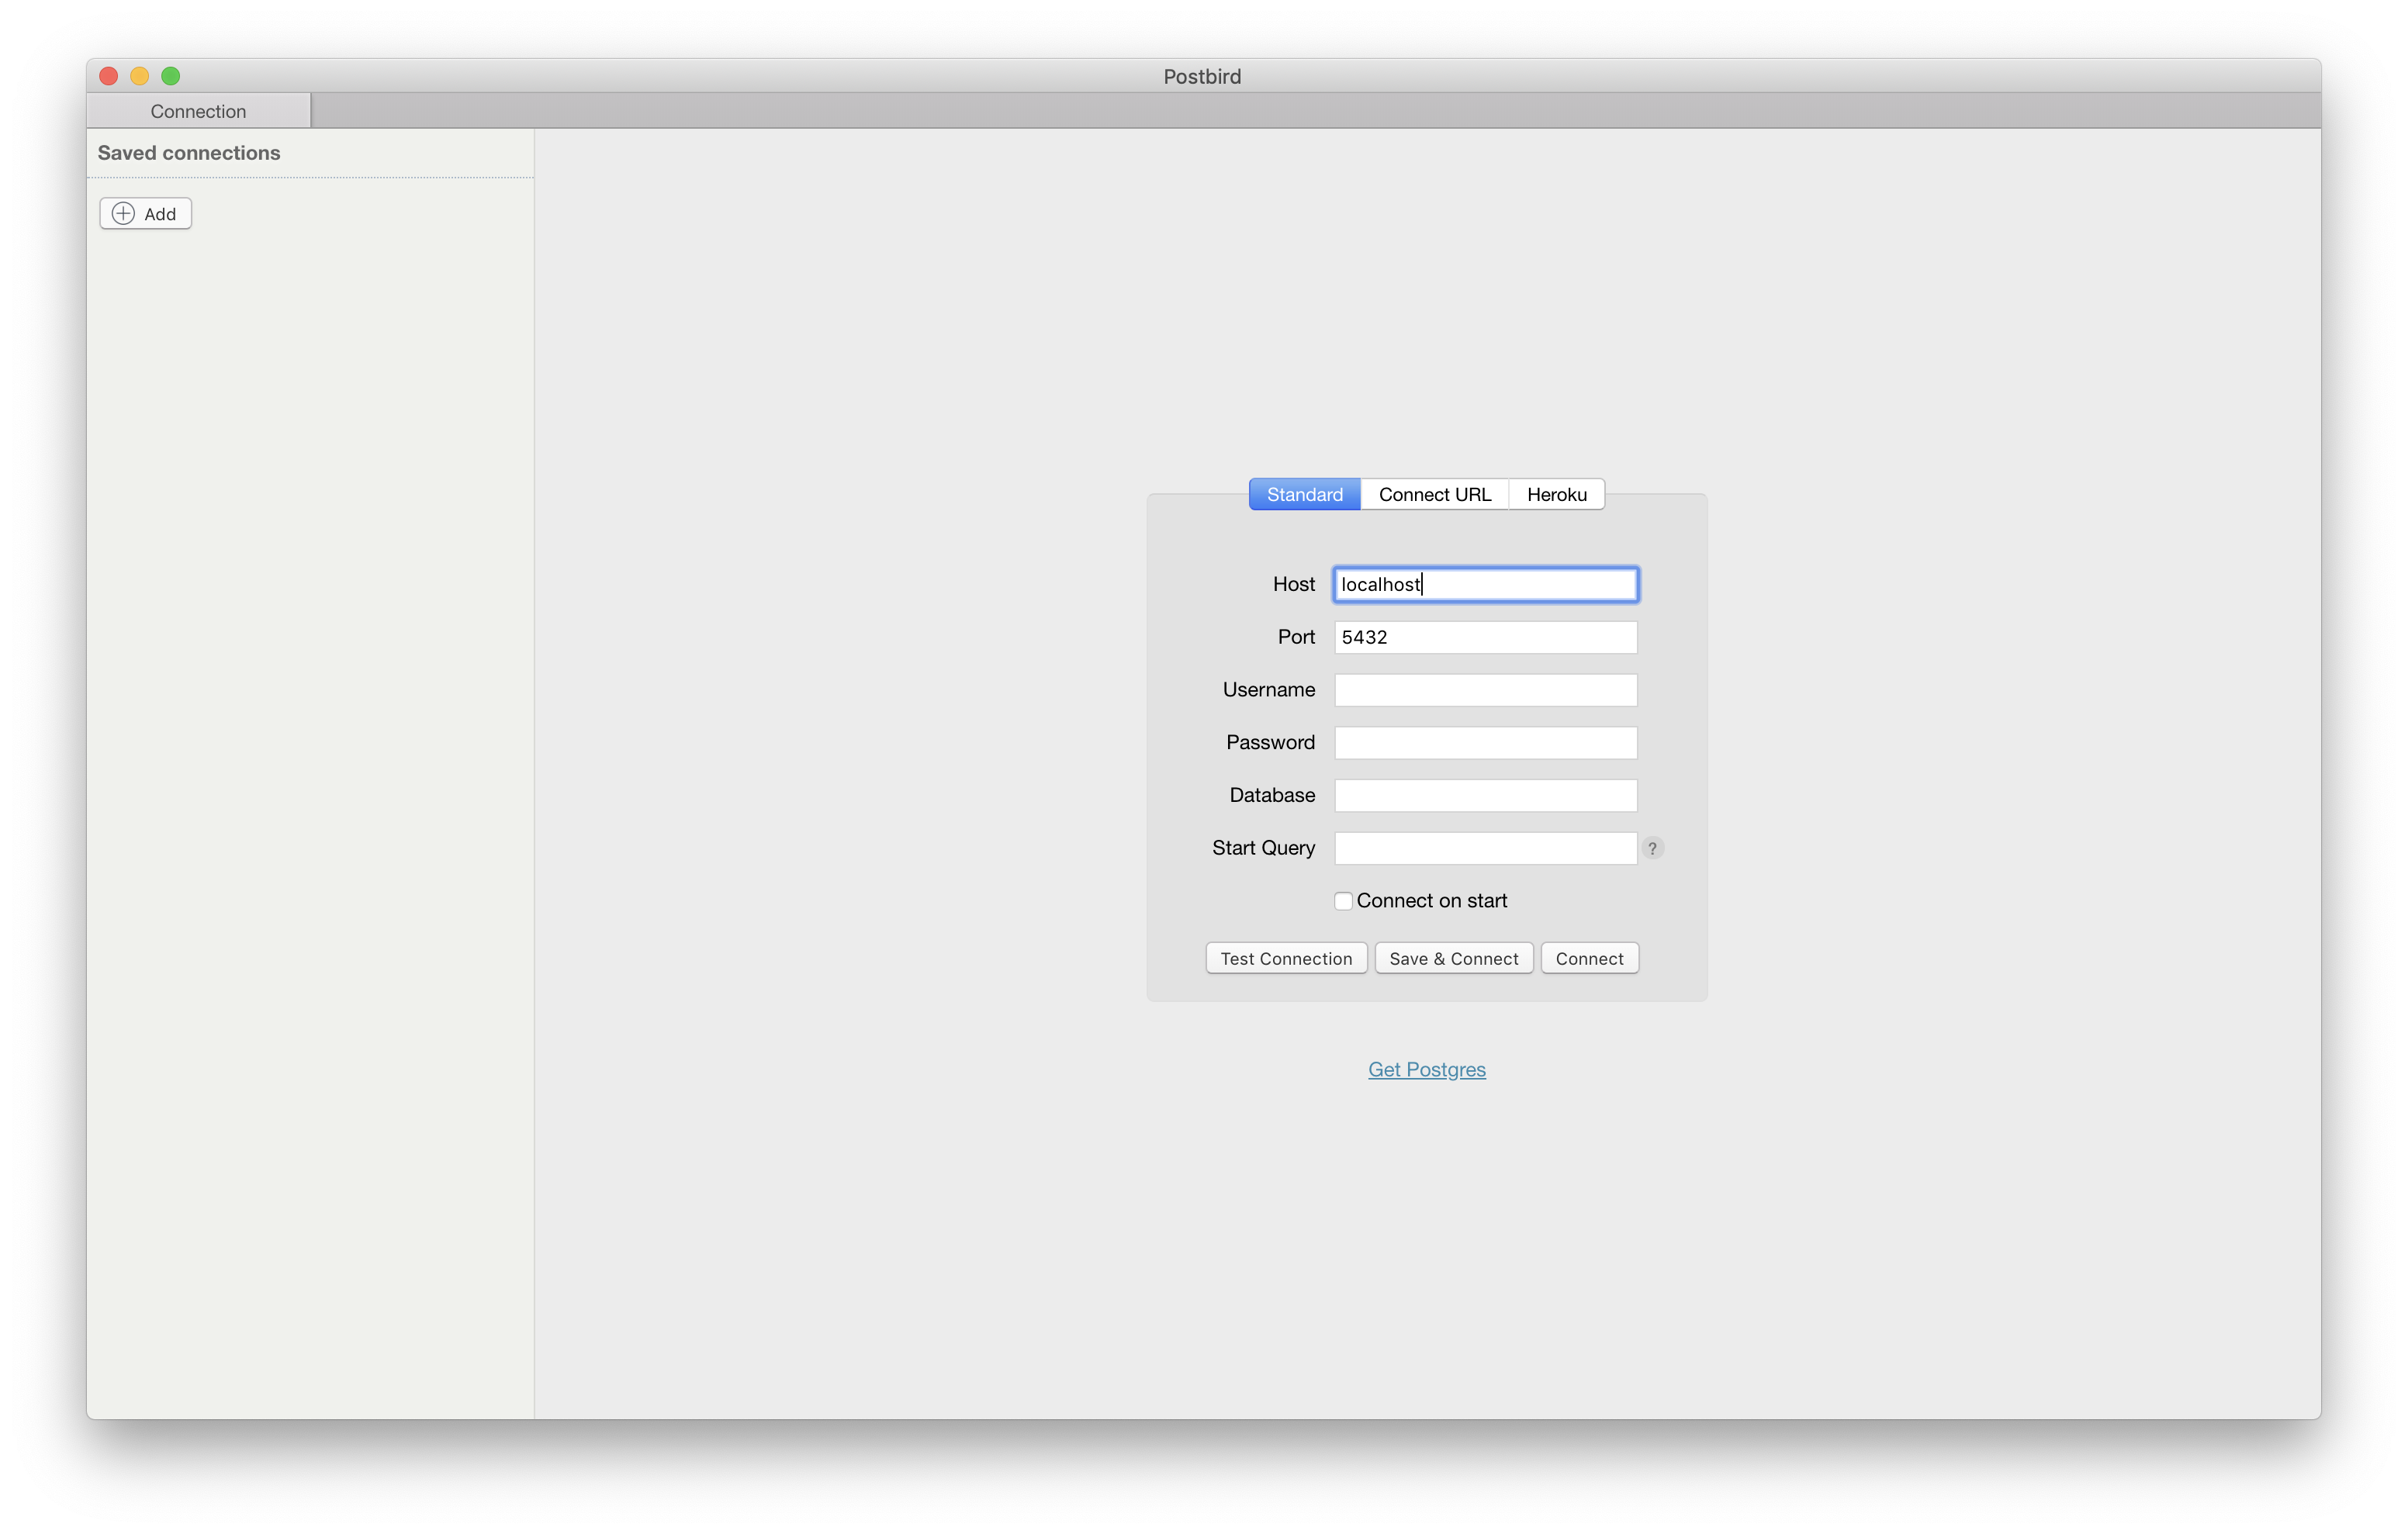 Postbird
Connection
Saved connections
Add
Standard Connect URL Heroku
Host localhost
Port 5432
Username
Password
Database
Start Query ?
Connect on start
Test Connection Save & Connect Connect
Get Postgres